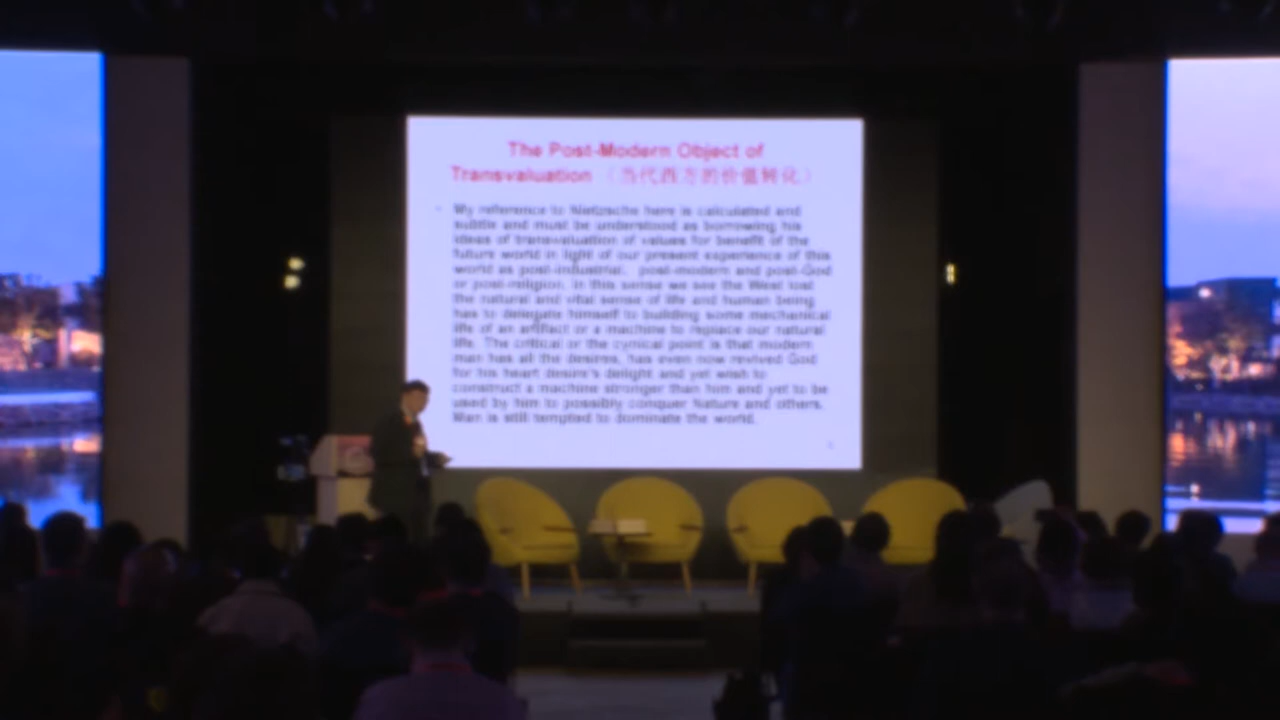 The Post-Modern Object of
Transvaluation （当代西方的价值转化）
My reference to Nietzsche here is calculated and
subtle and must be understood as borrowing his
ideas of transvaluation of values for benefit of the
future world in light of our present experience of this
world as post-industrial, post-modern and post-God
or post-religion. In this sense we see the West lost
the natural and vital sense of life and human being
has to delegate himself to building some mechanical
life of an artifact or a machine to replace our natural
life. The critical or the cynical point is that modern
man has all the desires, has even now revived God
for his heart desire's delight and yet wish to
construct a machine stronger than him and yet to be
used by him to possibly conquer Nature and others.
Man is still tempted to dominate the world.